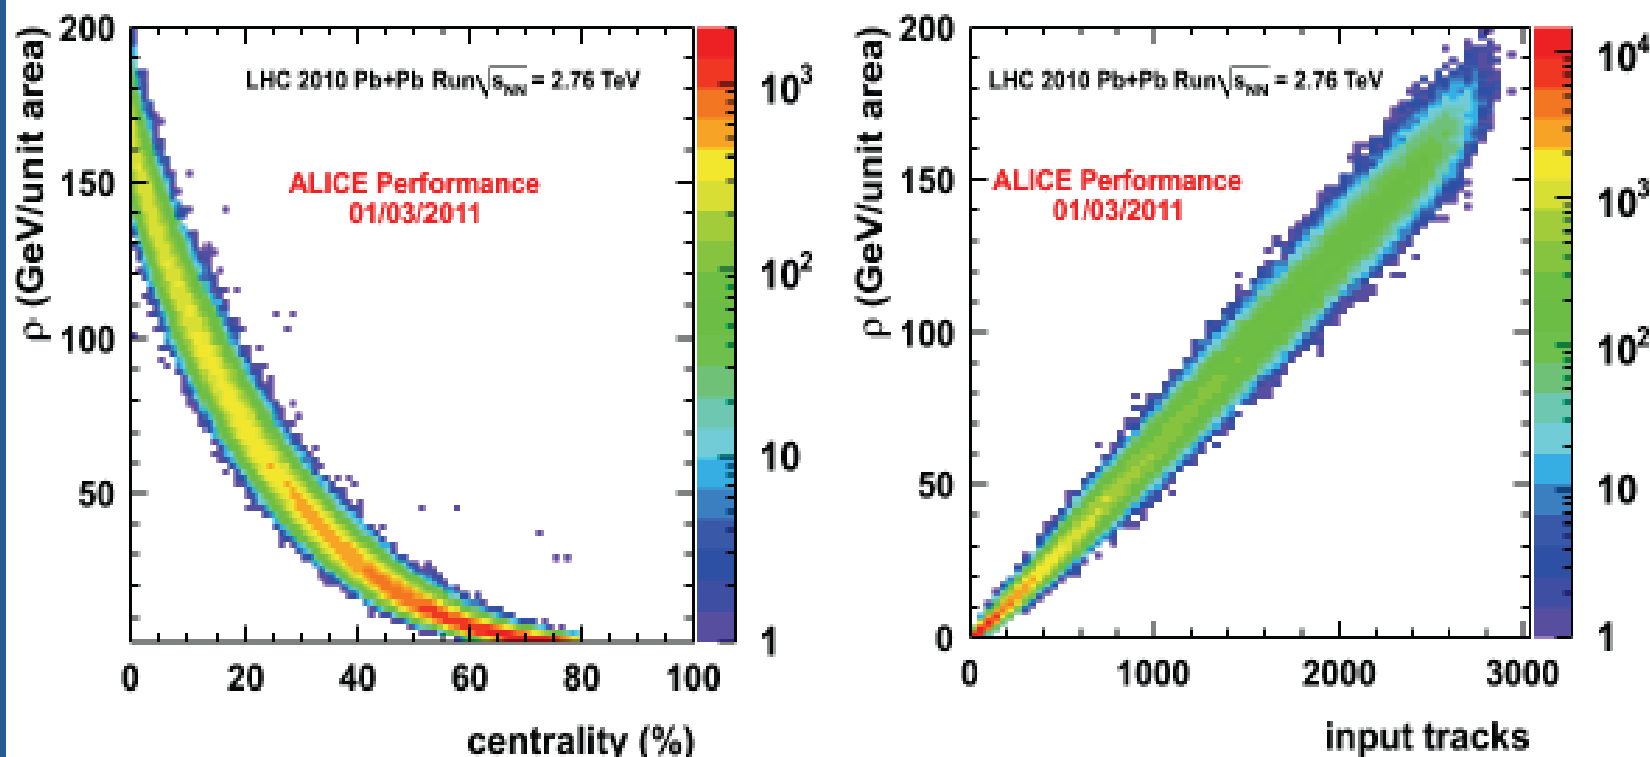 200
150
100
50
ρ (GeV/unit area)
LHC 2010 Pb+Pb Run√s_NN = 2.76 TeV
ALICE Performance
01/03/2011
10³
10²
10
1
0 20 40 60 80 100
centrality (%)
200
150
100
50
0
ρ (GeV/unit area)
LHC 2010 Pb+Pb Run√s_NN = 2.76 TeV
ALICE Performance
01/03/2011
10⁴
10³
10²
10
1
0 1000 2000 3000
input tracks